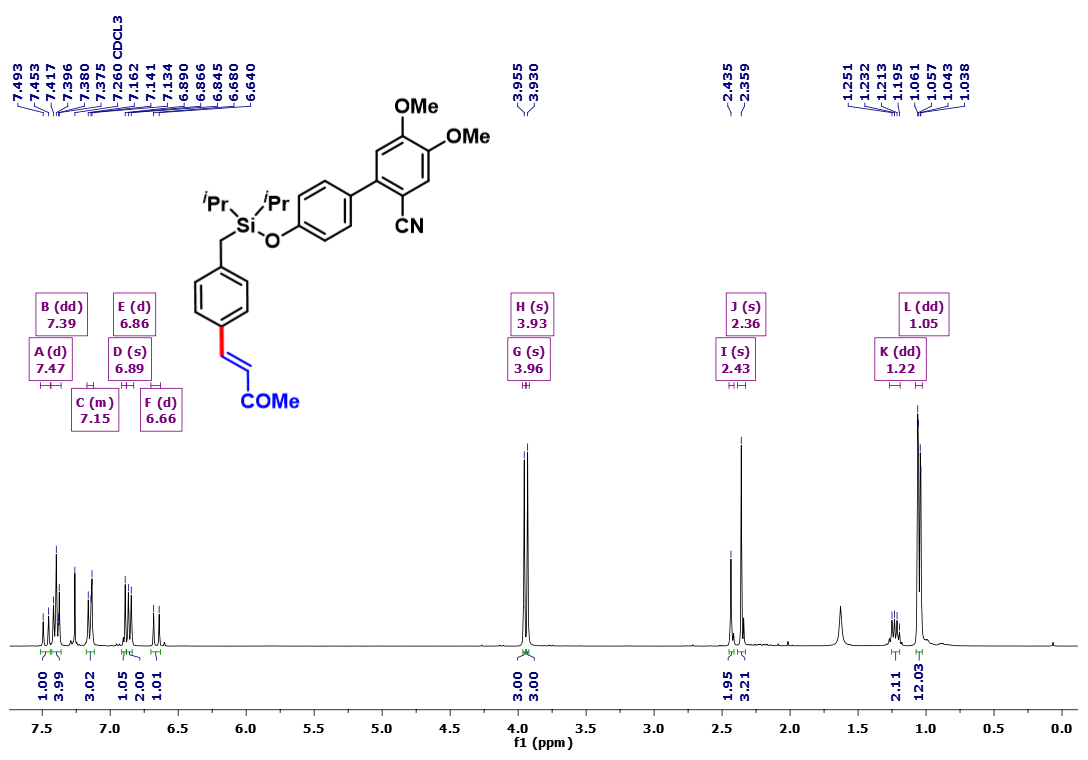 7.493
7.453
7.417
7.396
7.380
7.375
7.260 CDCL3
7.162
7.141
7.134
6.890
6.866
6.845
6.680
6.640
3.955
3.930
2.435
2.359
1.251
1.232
1.213
1.195
1.061
1.057
1.043
1.038
OMe
OMe
iPr
iPr
Si
O
CN
COMe
B (dd)
7.39
E (d)
6.86
H (s)
3.93
J (s)
2.36
L (dd)
1.05
A (d)
7.47
D (s)
6.89
G (s)
3.96
I (s)
2.43
K (dd)
1.22
C (m)
7.15
F (d)
6.66
1.00
3.99
3.02
1.05
2.00
1.01
3.00
3.00
1.95
3.21
2.11
12.03
7.5 7.0 6.5 6.0 5.5 5.0 4.5 4.0 3.5 3.0 2.5 2.0 1.5 1.0 0.5 0.0
f1 (ppm)